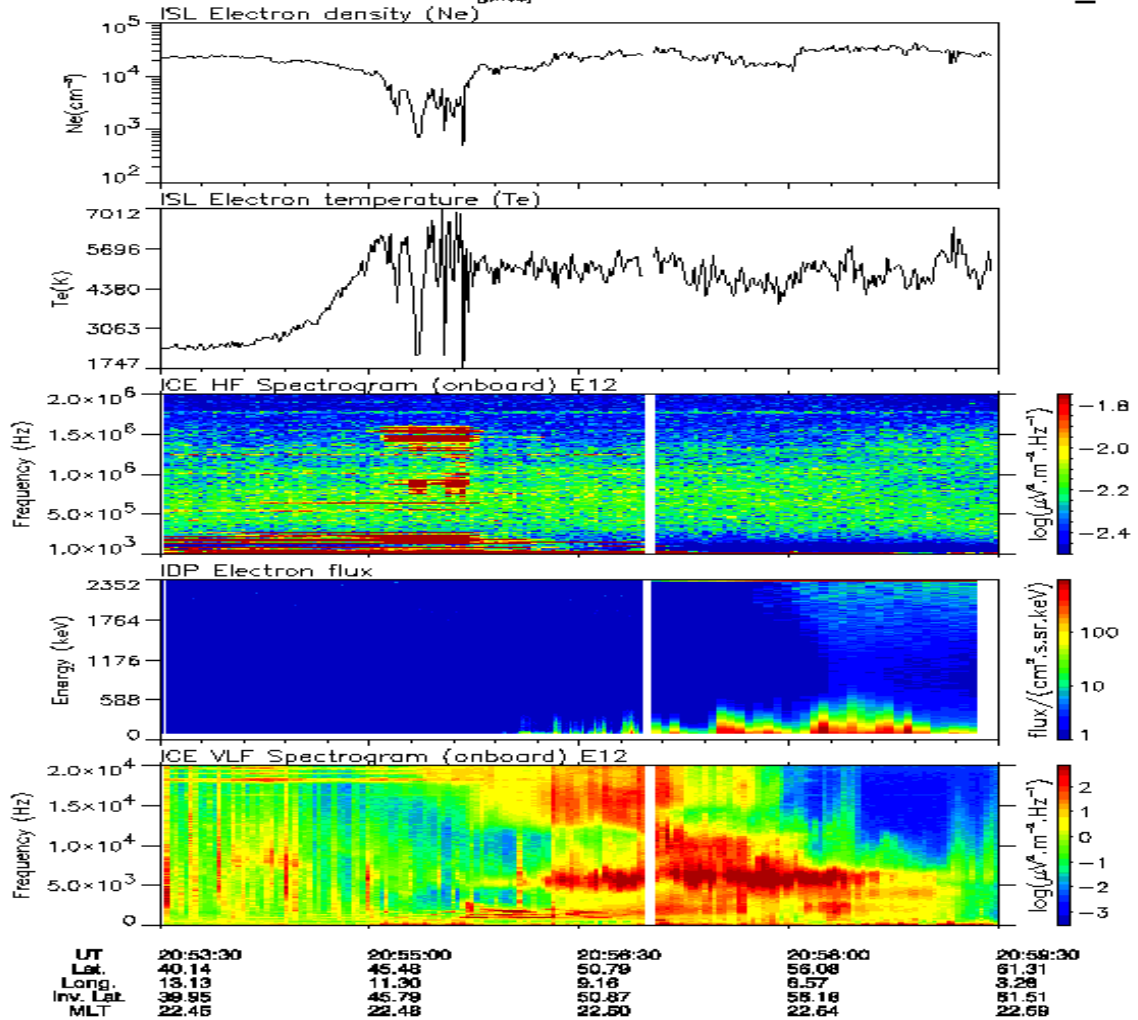 ISL Electron density (Ne)
10^5
10^4
10^3
10^2
Ne(cm⁻³)
ISL Electron temperature (Te)
7012
5696
4380
3063
1747
Te(K)
ICE HF Spectrogram (onboard) E12
2.0×10^6
1.5×10^6
1.0×10^6
5.0×10^5
1.0×10^3
Frequency (Hz)
−1.8
−2.0
−2.2
−2.4
log(μV².m⁻².Hz⁻¹)
IDP Electron flux
2352
1764
1176
588
0
Energy (keV)
100
10
1
flux/(cm².s.sr.keV)
ICE VLF Spectrogram (onboard) E12
2.0×10^4
1.5×10^4
1.0×10^4
5.0×10^3
0
Frequency (Hz)
2
1
0
−1
−2
−3
log(μV².m⁻².Hz⁻¹)
UT 20:53:30 20:55:00 20:56:30 20:58:00 20:59:30
Lat. 40.14 45.48 50.79 56.08 61.31
Long. 13.13 11.30 9.16 6.57 3.28
Inv. Lat. 39.95 45.79 50.87 56.16 61.51
MLT 22.45 22.48 22.50 22.54 22.59